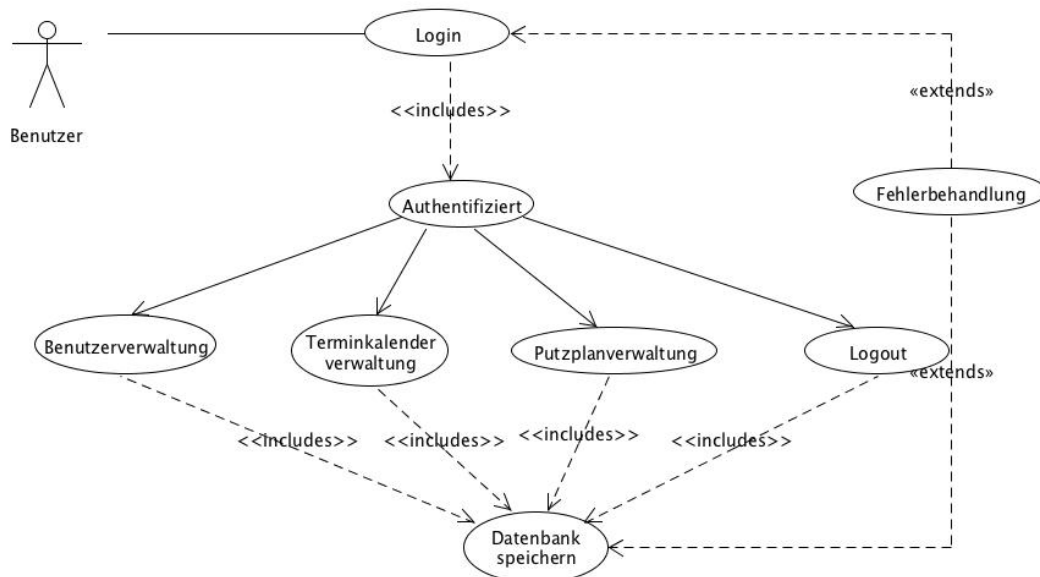 Login
«extends»
<<includes>>
Benutzer
Authentifiziert
Fehlerbehandlung
Benutzerverwaltung
Terminkalender
verwaltung
Putzplanverwaltung
Logout
«extends»
<<includes>>
<<includes>>
<<includes>>
<<includes>>
Datenbank
speichern